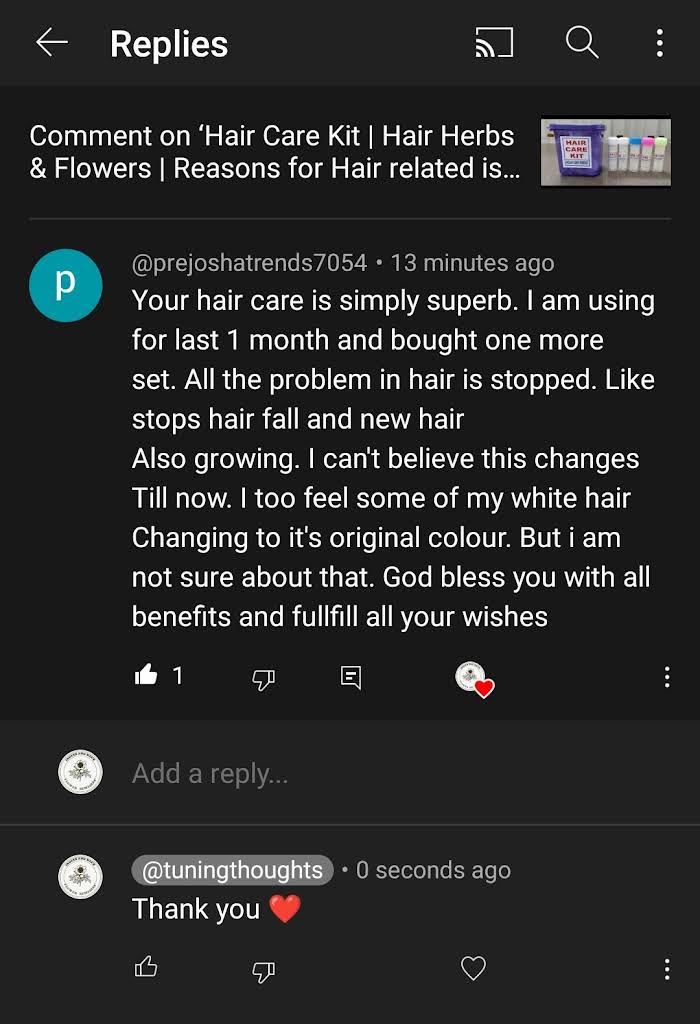 Replies
Comment on ‘Hair Care Kit | Hair Herbs
& Flowers | Reasons for Hair related is...
HAIR
CARE
KIT
p
@prejoshatrends7054 • 13 minutes ago
Your hair care is simply superb. I am using
for last 1 month and bought one more
set. All the problem in hair is stopped. Like
stops hair fall and new hair
Also growing. I can't believe this changes
Till now. I too feel some of my white hair
Changing to it's original colour. But i am
not sure about that. God bless you with all
benefits and fullfill all your wishes
1
Add a reply...
@tuningthoughts • 0 seconds ago
Thank you ❤️